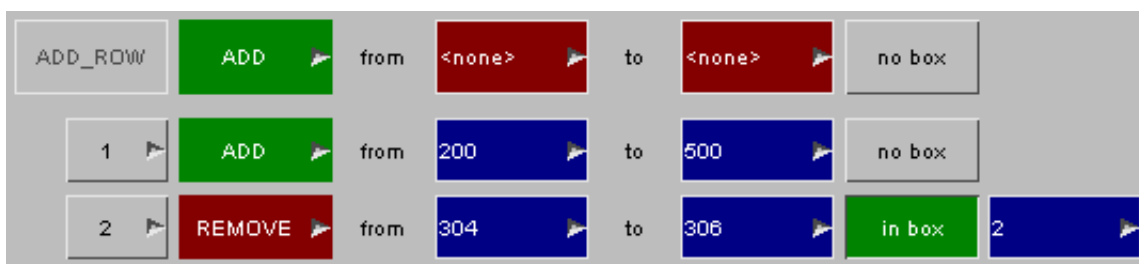 ADD_ROW ADD from <none> to <none> no box
1 ADD from 200 to 500 no box
2 REMOVE from 304 to 306 in box 2